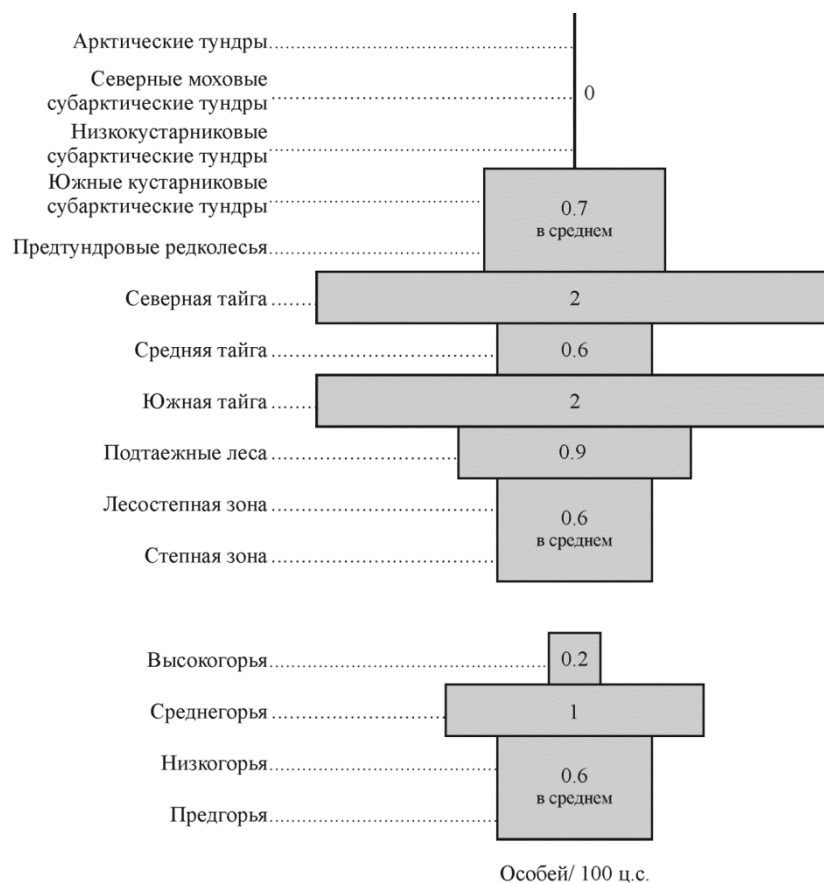 Арктические тундры
Северные моховые
субарктические тундры
0
Низкокустарниковые
субарктические тундры
Южные кустарниковые
субарктические тундры
0.7
в среднем
Предтундровые редколесья
Северная тайга
2
Средняя тайга
0.6
Южная тайга
2
Подтаежные леса
0.9
Лесостепная зона
0.6
в среднем
Степная зона
Высокогорья
0.2
Среднегорья
1
Низкогорья
0.6
в среднем
Предгорья
Особей/ 100 ц.с.